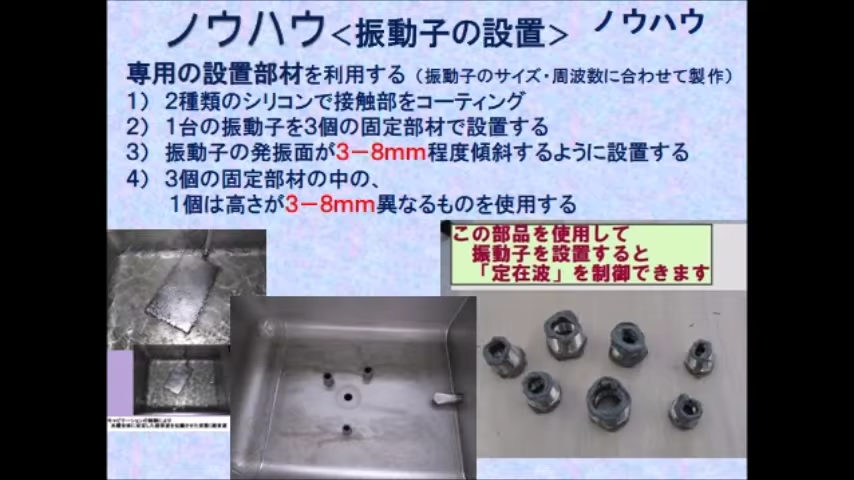 ノウハウ<振動子の設置>
ノウハウ
専用の設置部材を利用する（振動子のサイズ・周波数に合わせて製作）
1） 2種類のシリコンで接触部をコーティング
2） 1台の振動子を3個の固定部材で設置する
3） 振動子の発振面が3－8mm程度傾斜するように設置する
4） 3個の固定部材の中の、
1個は高さが3－8mm異なるものを使用する
この部品を使用して
振動子を設置すると
「定在波」を制御できます